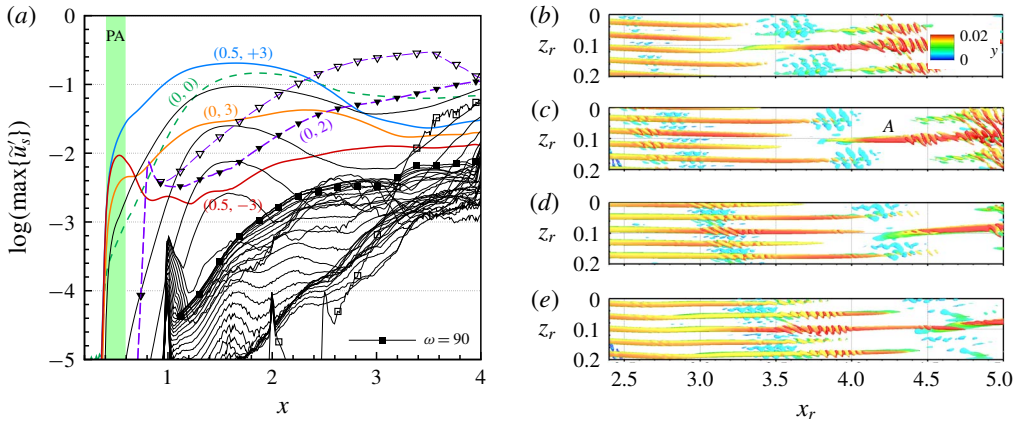 (a)
PA
0
−1
−2
−3
−4
−5
log(max{ũ′s})
(0.5, +3)
(0, 0)
(0, 3)
(0, 2)
(0.5, −3)
ω = 90
1
2
3
4
x
(b)
zr
0
0.1
0.2
0.02
0
y
(c)
zr
0
0.1
0.2
A
(d)
zr
0
0.1
0.2
(e)
zr
0
0.1
0.2
2.5
3.0
3.5
4.0
4.5
5.0
xr